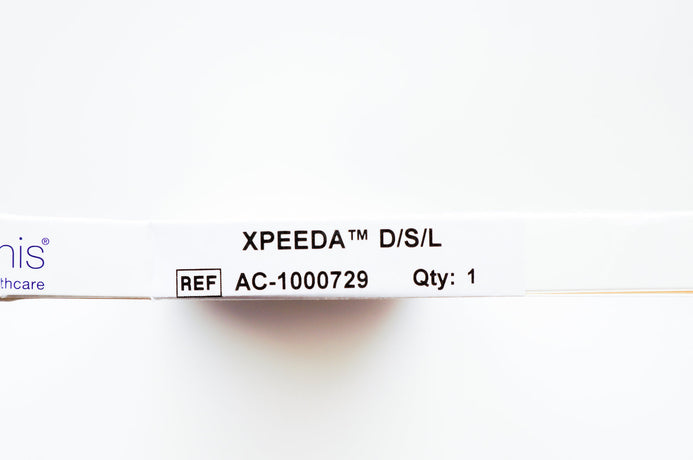 XPEEDA™ D/S/L
REF AC-1000729 Qty: 1